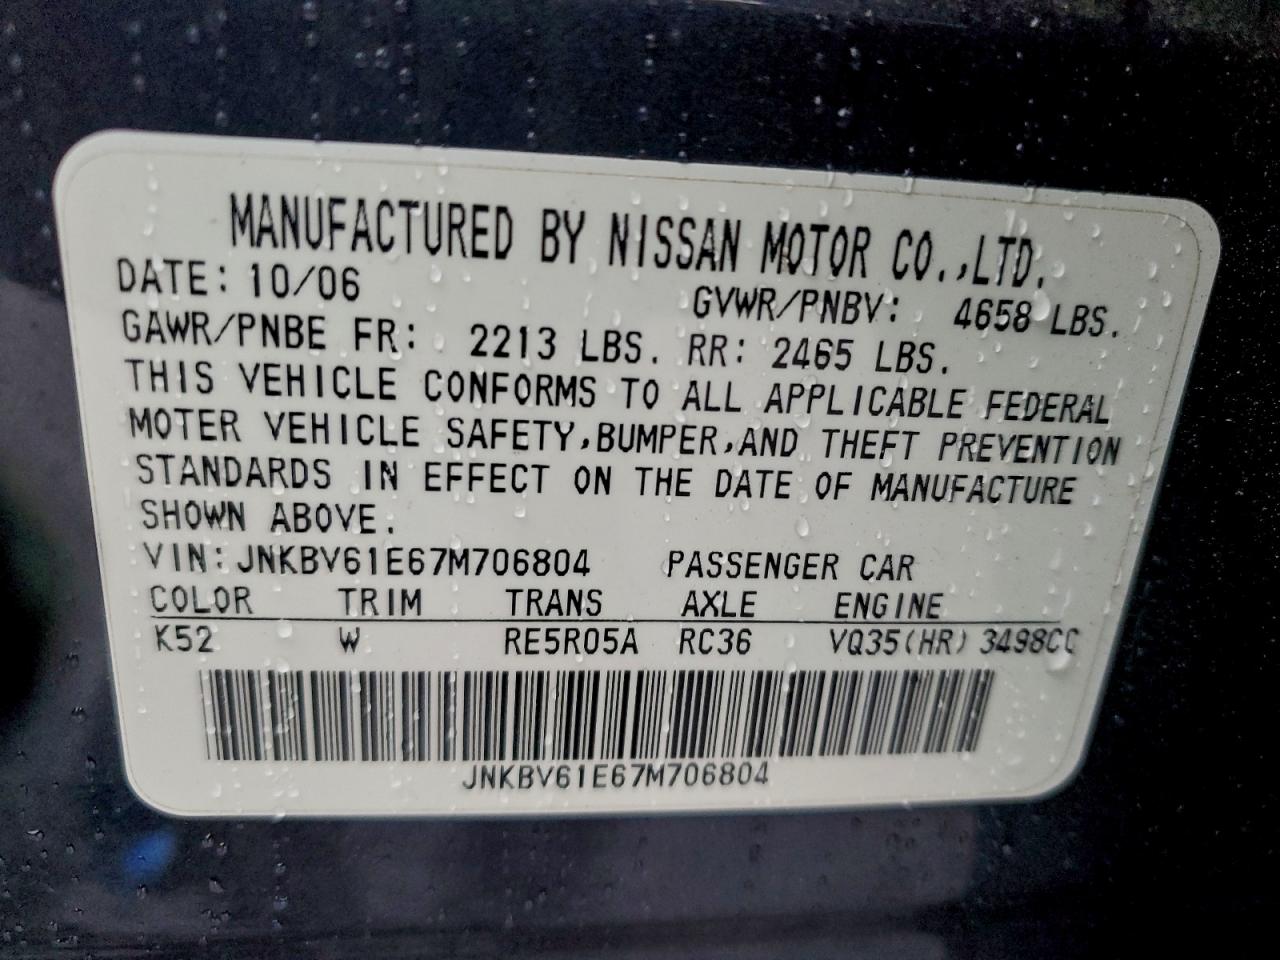 MANUFACTURED BY NISSAN MOTOR CO.,LTD.
DATE: 10/06 GVWR/PNBV: 4658 LBS.
GAWR/PNBE FR: 2213 LBS. RR: 2465 LBS.
THIS VEHICLE CONFORMS TO ALL APPLICABLE FEDERAL
MOTER VEHICLE SAFETY,BUMPER,AND THEFT PREVENTION
STANDARDS IN EFFECT ON THE DATE OF MANUFACTURE
SHOWN ABOVE.
VIN:JNKBV61E67M706804 PASSENGER CAR
COLOR TRIM TRANS AXLE ENGINE
K52 W RE5R05A RC36 VQ35(HR) 3498CC
JNKBV61E67M706804